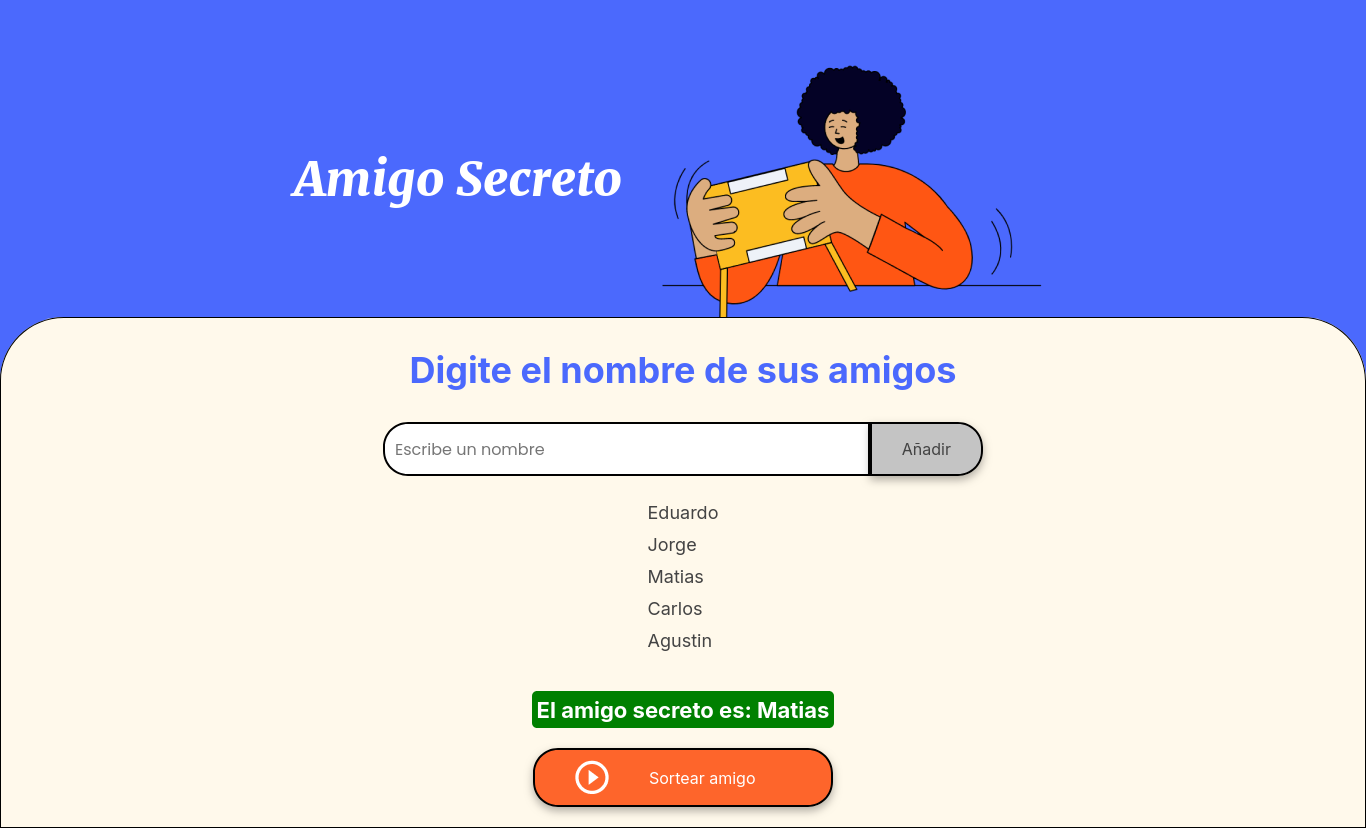 Amigo Secreto
Digite el nombre de sus amigos
Escribe un nombre
Añadir
Eduardo
Jorge
Matias
Carlos
Agustin
El amigo secreto es: Matias
Sortear amigo